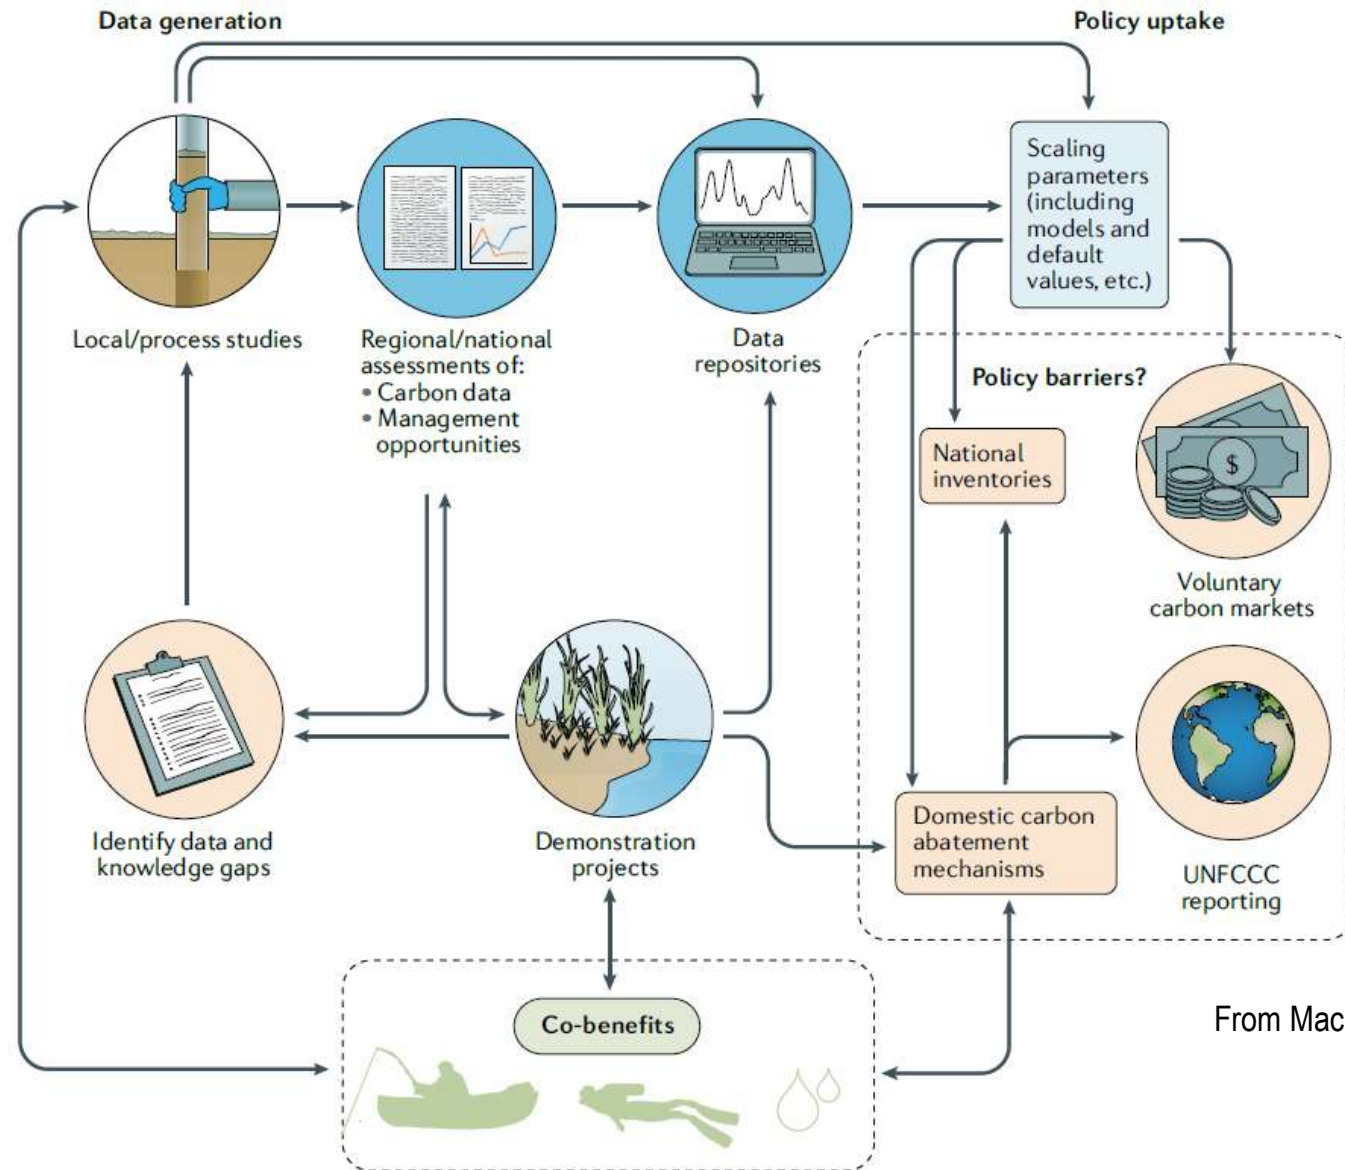 Data generation
Policy uptake
Scaling
parameters
(including
models and
default
values, etc.)
Local/process studies
Regional/national
assessments of:
• Carbon data
• Management
opportunities
Data
repositories
Policy barriers?
National
inventories
$
Voluntary
carbon markets
Identify data and
knowledge gaps
Demonstration
projects
Domestic carbon
abatement
mechanisms
UNFCCC
reporting
Co-benefits
From Mac